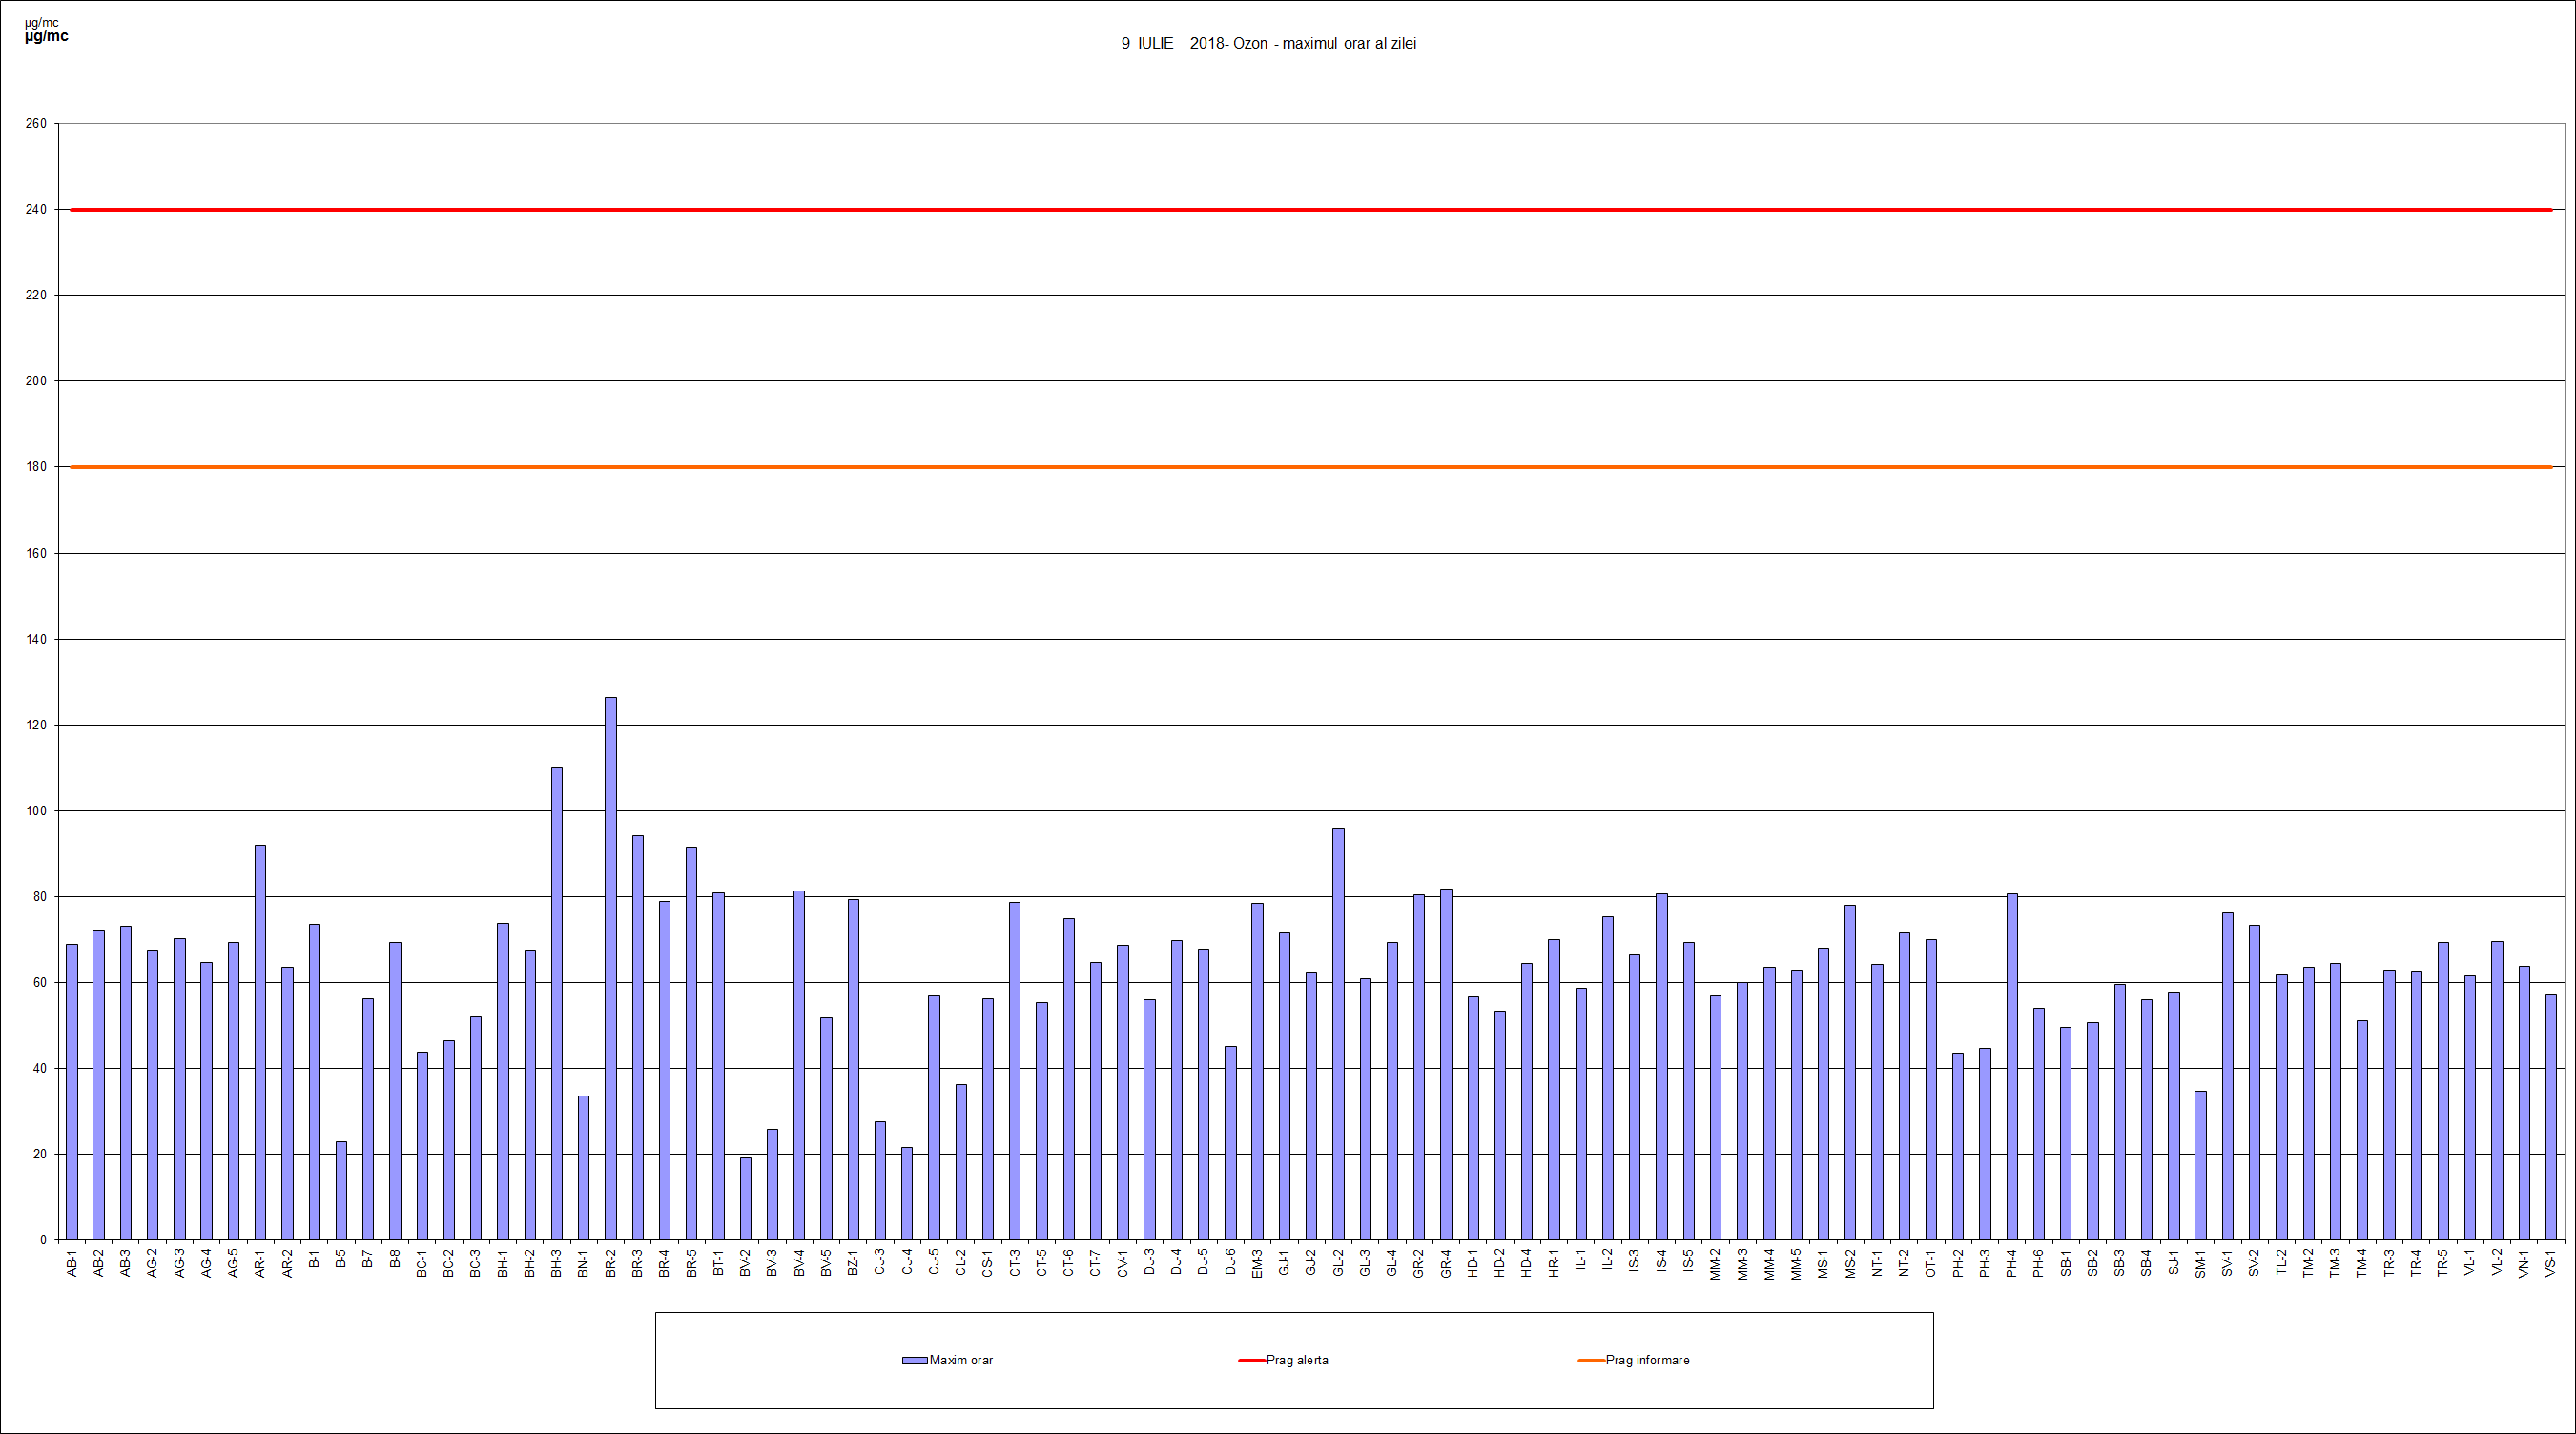 µg/mc
µg/mc
9 IULIE 2018- Ozon - maximul orar al zilei
260
240
220
200
180
160
140
120
100
80
60
40
20
0
AB-1 AB-2 AB-3 AG-2 AG-3 AG-4 AG-5 AR-1 AR-2 B-1 B-5 B-7 B-8 BC-1 BC-2 BC-3 BH-1 BH-2 BH-3 BN-1 BR-2 BR-3 BR-4 BR-5 BT-1 BV-2 BV-3 BV-4 BV-5 BZ-1 CJ-3 CJ-4 CJ-5 CL-2 CS-1 CT-3 CT-5 CT-6 CT-7 CV-1 DJ-3 DJ-4 DJ-5 DJ-6 EM-3 GJ-1 GJ-2 GL-2 GL-3 GL-4 GR-2 GR-4 HD-1 HD-2 HD-4 HR-1 IL-1 IL-2 IS-3 IS-4 IS-5 MM-2 MM-3 MM-4 MM-5 MS-1 MS-2 NT-1 NT-2 OT-1 PH-2 PH-3 PH-4 PH-6 SB-1 SB-2 SB-3 SB-4 SJ-1 SM-1 SV-1 SV-2 TL-2 TM-2 TM-3 TM-4 TR-3 TR-4 TR-5 VL-1 VL-2 VN-1 VS-1
Maxim orar Prag alerta Prag informare